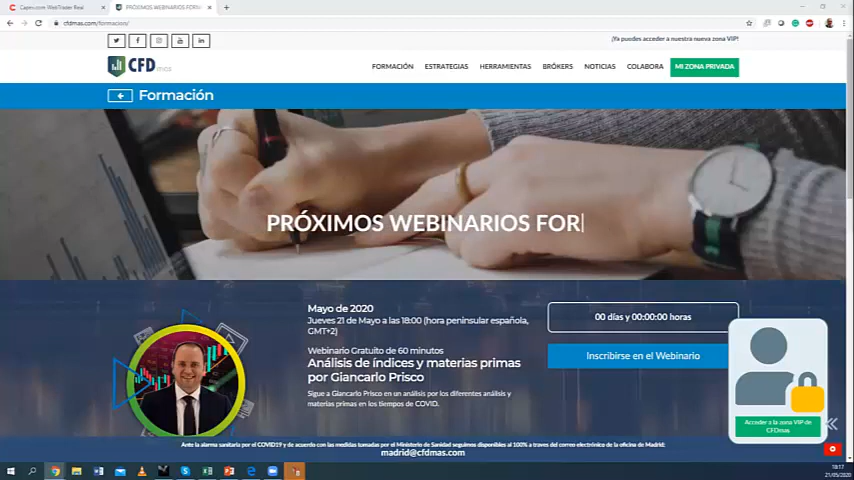 Capex.com WebTrader Real
PRÓXIMOS WEBINARIOS FORM
cfdmas.com/formacion/
¡Ya puedes acceder a nuestra nueva zona VIP!
CFD mas
FORMACIÓN ESTRATEGIAS HERRAMIENTAS BRÓKERS NOTICIAS COLABORA MI ZONA PRIVADA
Formación
PRÓXIMOS WEBINARIOS FOR
Mayo de 2020
Jueves 21 de Mayo a las 18:00 (hora peninsular española,
GMT+2)
00 días y 00:00:00 horas
Webinario Gratuito de 60 minutos
Inscribirse en el Webinario
Análisis de índices y materias primas
por Giancarlo Prisco
Sigue a Giancarlo Prisco en un análisis por los diferentes análisis y
materias primas en los tiempos de COVID.
Acceder a la zona VIP de
CFDmas
Ante la alarma sanitaria por el COVID19 y de acuerdo con las medidas tomadas por el Ministerio de Sanidad seguimos disponibles al 100% a traves del correo electrónico de la oficina de Madrid:
madrid@cfdmas.com
18:17
21/05/2020